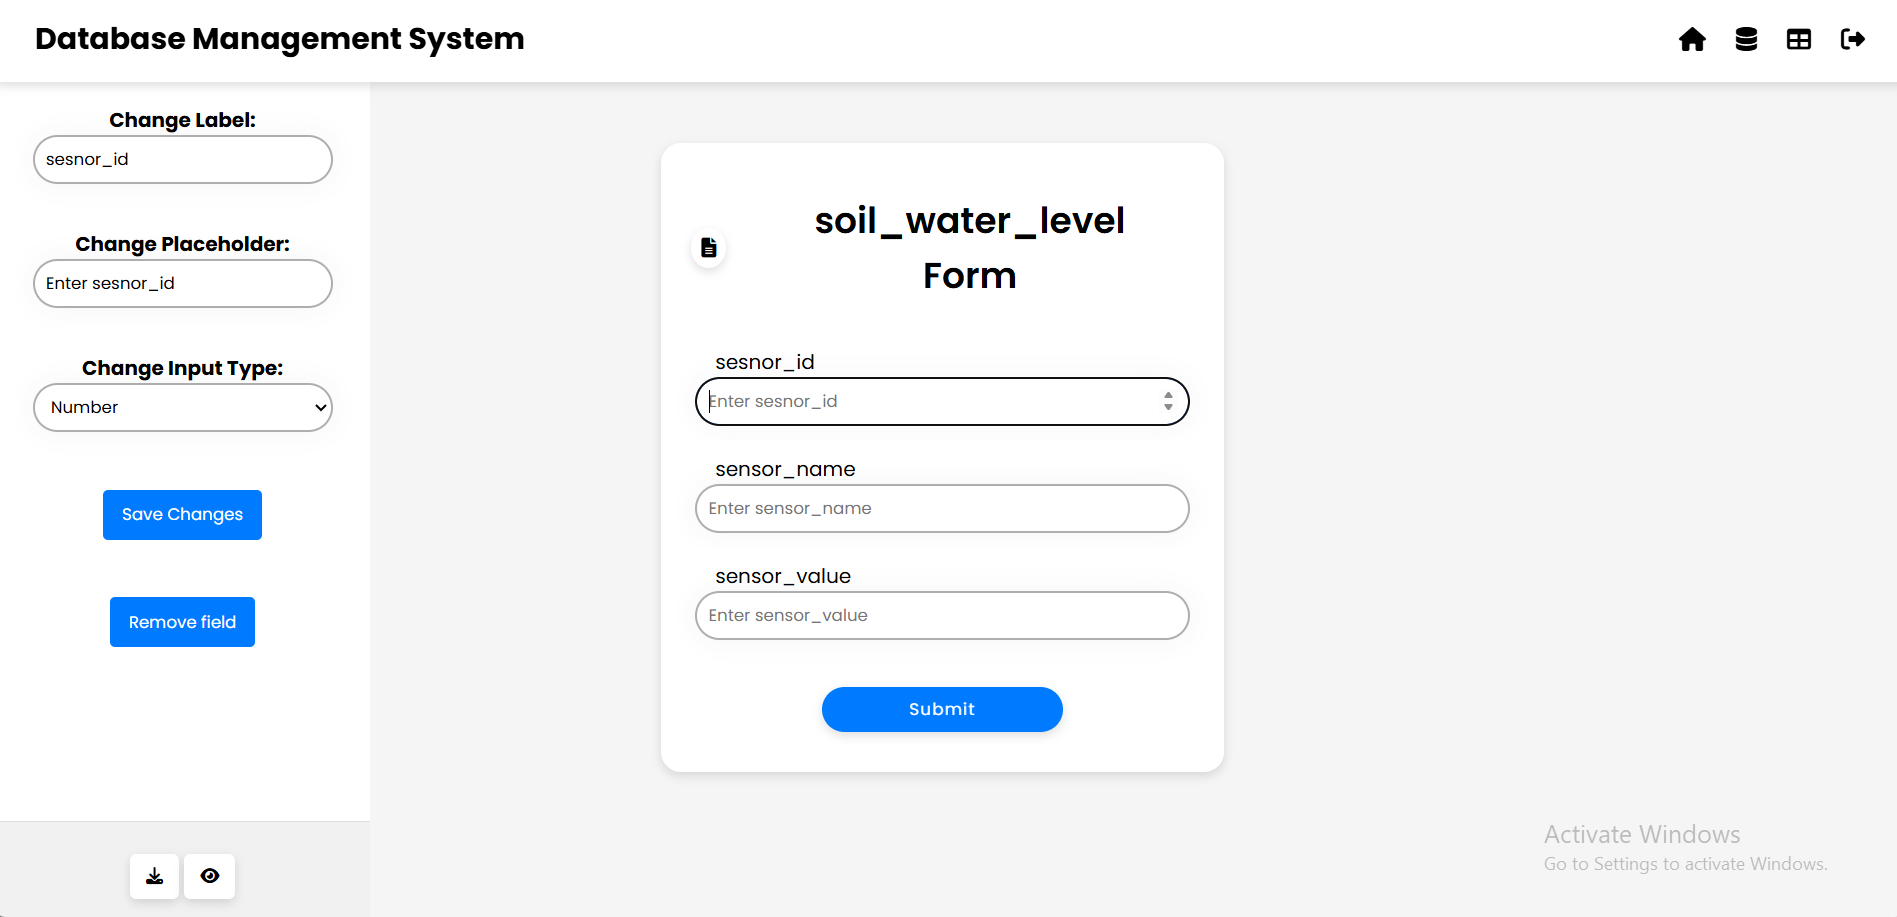 Database Management System
Change Label:
sesnor_id
Change Placeholder:
Enter sesnor_id
Change Input Type:
Number
Save Changes
Remove field
soil_water_level
Form
sesnor_id
Enter sesnor_id
sensor_name
Enter sensor_name
sensor_value
Enter sensor_value
Submit
Activate Windows
Go to Settings to activate Windows.